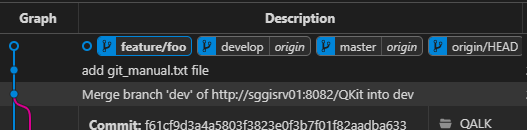 Graph Description
feature/foo develop origin master origin origin/HEAD
add git_manual.txt file
Merge branch 'dev' of http://sggisrv01:8082/QKit into dev
Commit: f61cf9d3a4a5803f3823e0f3b7f01f82aadba633 QALK